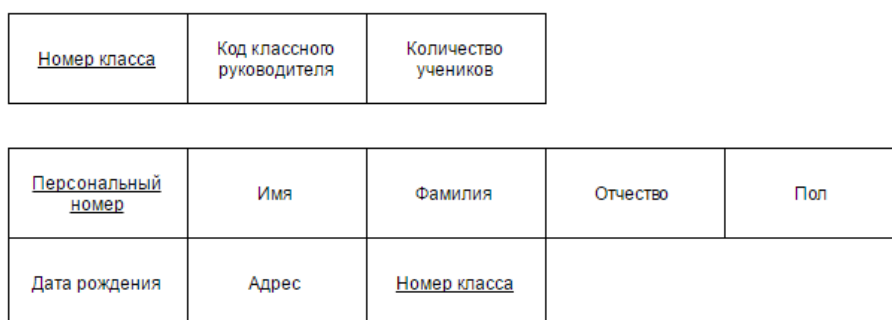 Номер класса
Код классного
руководителя
Количество
учеников
Персональный
номер
Имя
Фамилия
Отчество
Пол
Дата рождения
Адрес
Номер класса